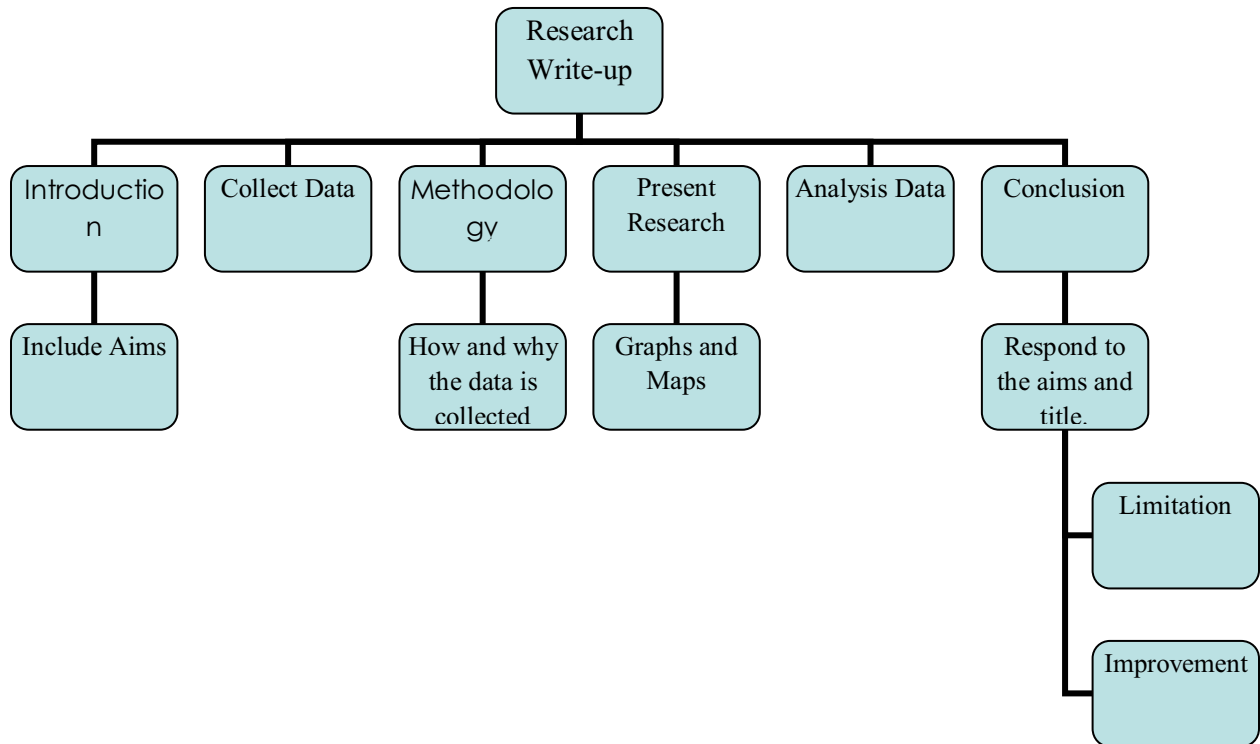 Research
Write-up
Introductio
n
Collect Data
Methodolo
gy
Present
Research
Analysis Data
Conclusion
Include Aims
How and why
the data is
collected
Graphs and
Maps
Respond to
the aims and
title.
Limitation
Improvement